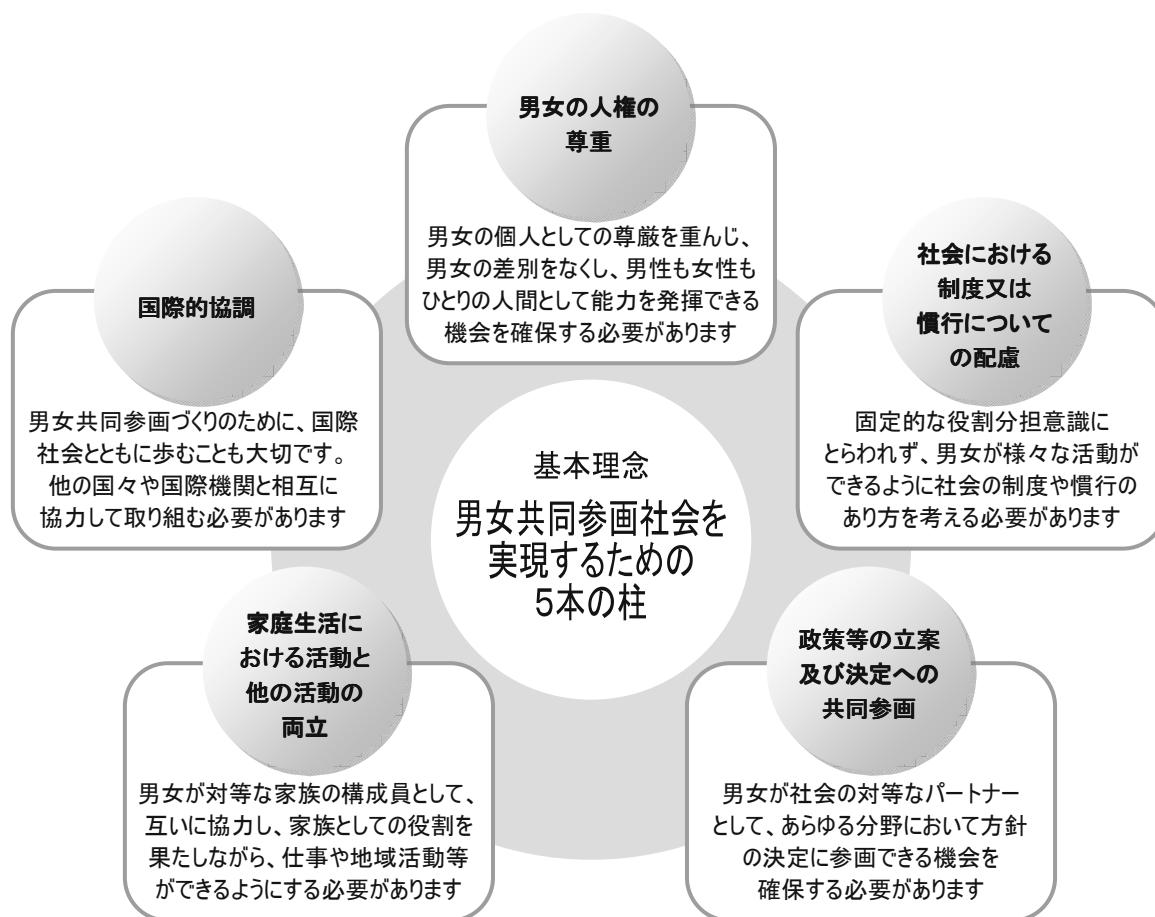 男女の人権の
尊重
男女の個人としての尊厳を重んじ、
男女の差別をなくし、男性も女性も
ひとりの人間として能力を発揮できる
機会を確保する必要があります
社会における
制度又は
慣行について
の配慮
固定的な役割分担意識に
とらわれず、男女が様々な活動が
できるように社会の制度や慣行の
あり方を考える必要があります
政策等の立案
及び決定への
共同参画
男女が社会の対等なパートナー
として、あらゆる分野において方針
の決定に参画できる機会を
確保する必要があります
家庭生活に
おける活動と
他の活動の
両立
男女が対等な家族の構成員として、
互いに協力し、家族としての役割を
果たしながら、仕事や地域活動等
ができるようにする必要があります
国際的協調
男女共同参画づくりのために、国際
社会とともに歩むことも大切です。
他の国々や国際機関と相互に
協力して取り組む必要があります
基本理念
男女共同参画社会を
実現するための
5本の柱